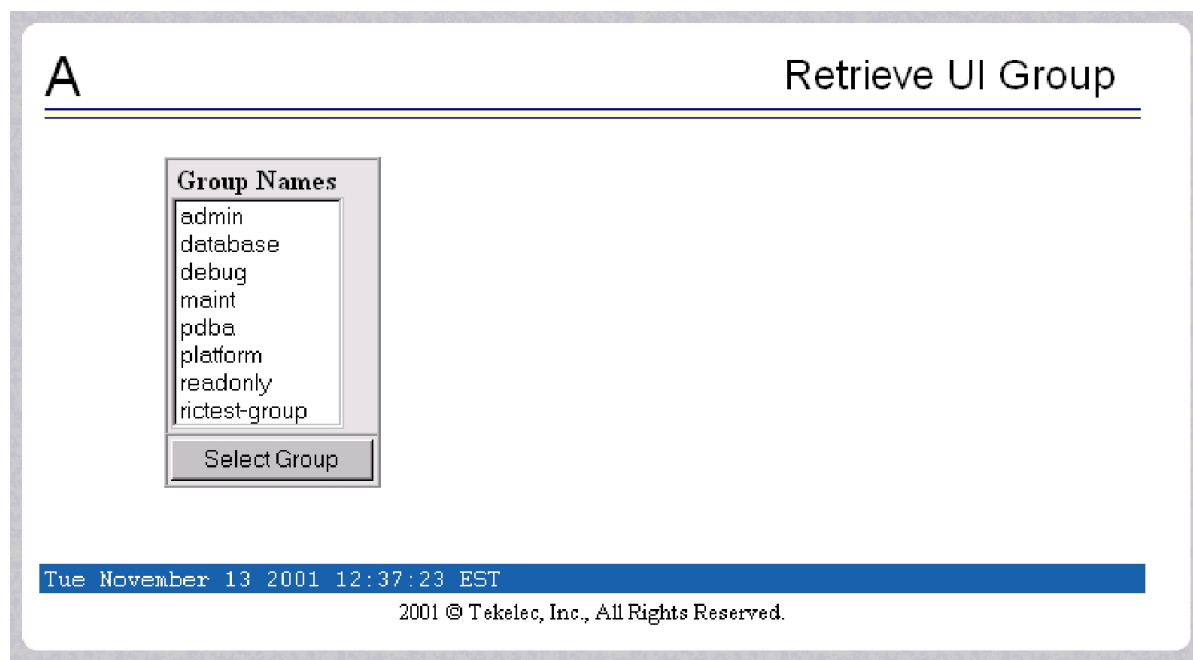 A
Retrieve UI Group
Group Names
admin
database
debug
maint
pdba
platform
readonly
rictest-group
Select Group
Tue November 13 2001 12:37:23 EST
2001 © Tekelec, Inc., All Rights Reserved.